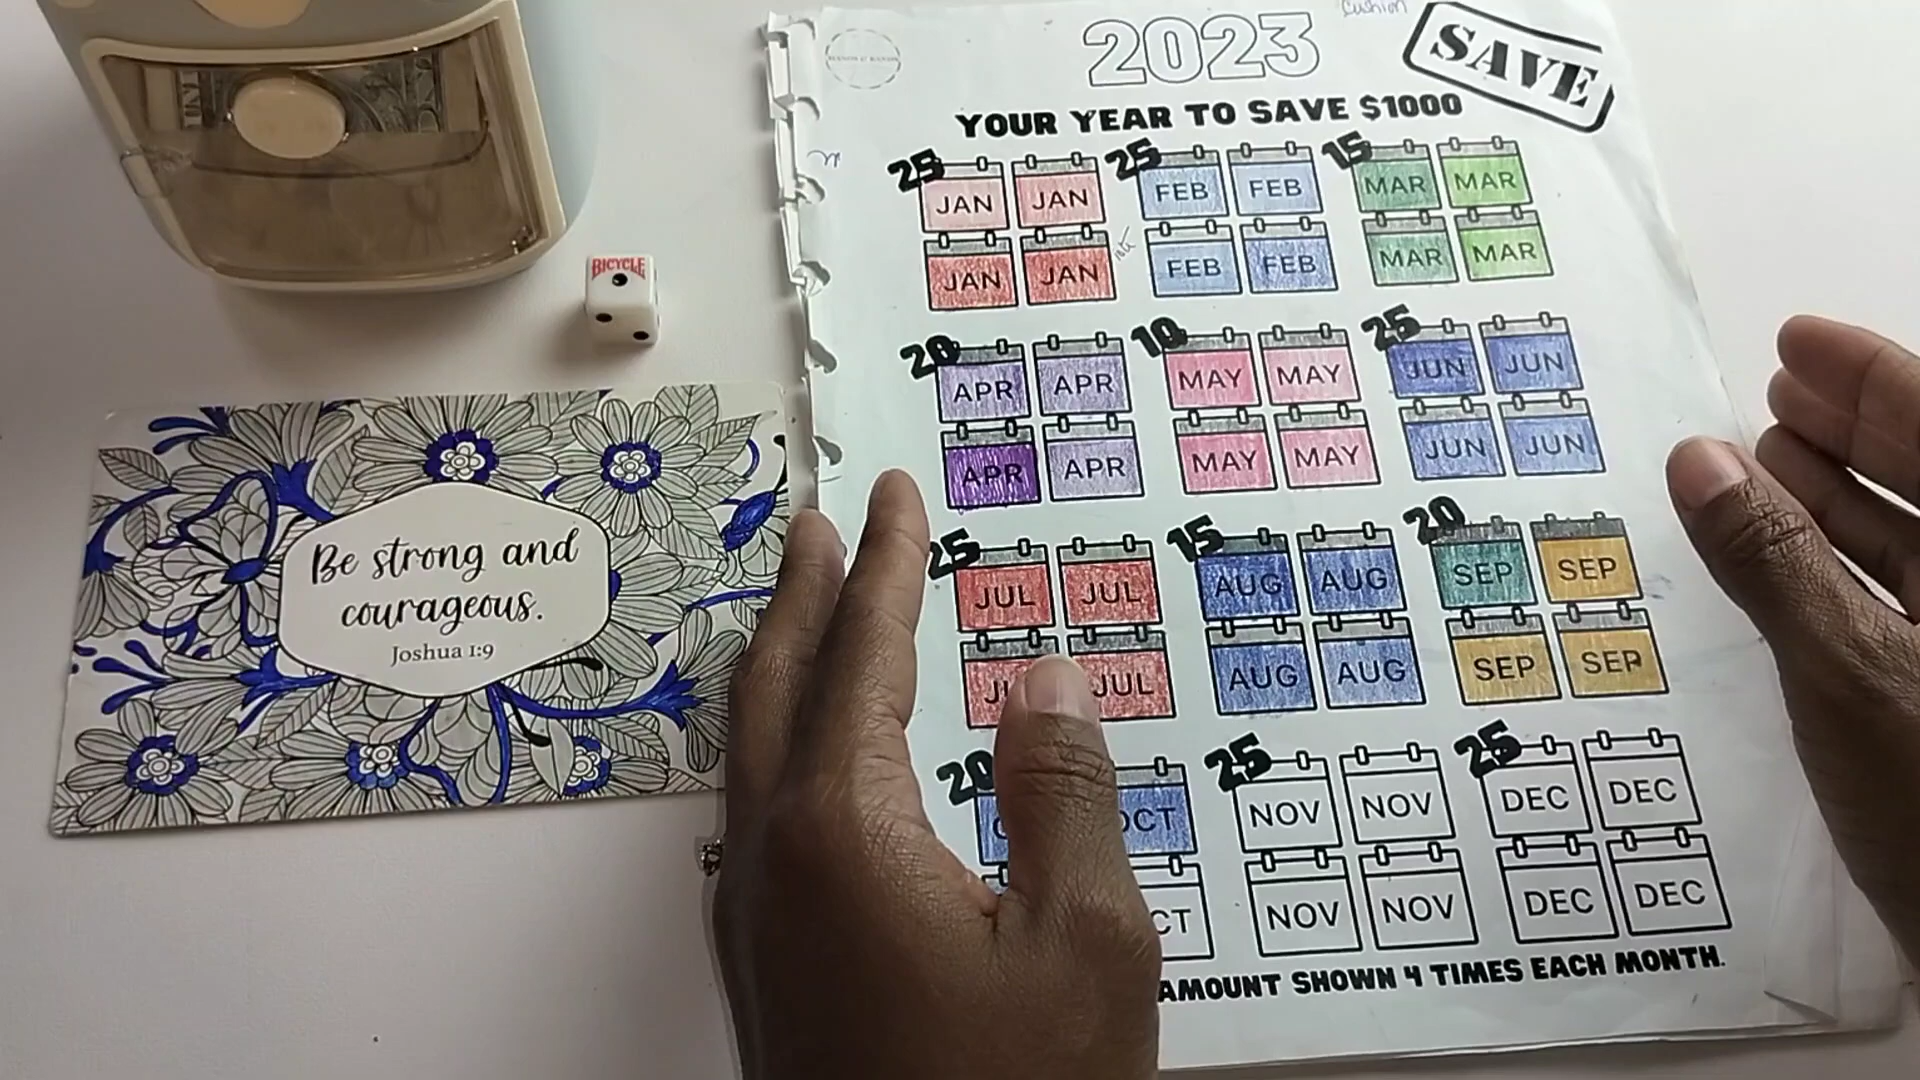 Cushion
2023
SAVE
YOUR YEAR TO SAVE $1000
25 25 15
JAN JAN FEB FEB MAR MAR
JAN JAN FEB FEB MAR MAR
20 10 25
APR APR MAY MAY JUN JUN
APR APR MAY MAY JUN JUN
25 15 20
JUL JUL AUG AUG SEP SEP
JUL AUG AUG SEP SEP
20 25 25
OCT NOV NOV DEC DEC
NOV NOV DEC DEC
AMOUNT SHOWN 4 TIMES EACH MONTH.
BICYCLE
Be strong and
courageous.
Joshua 1:9